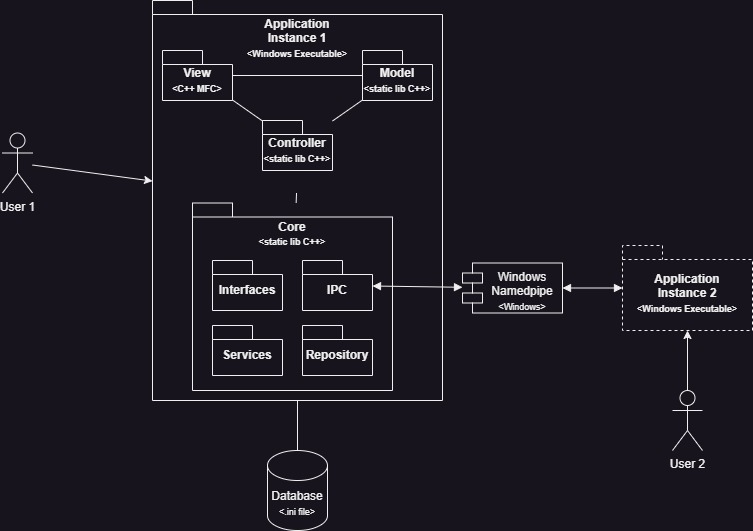 Application
Instance 1
<Windows Executable>
View
<C++ MFC>
Model
<static lib C++>
Controller
<static lib C++>
User 1
Core
<static lib C++>
Interfaces
IPC
Services
Repository
Windows
Namedpipe
<Windows>
Application
Instance 2
<Windows Executable>
User 2
Database
<.ini file>